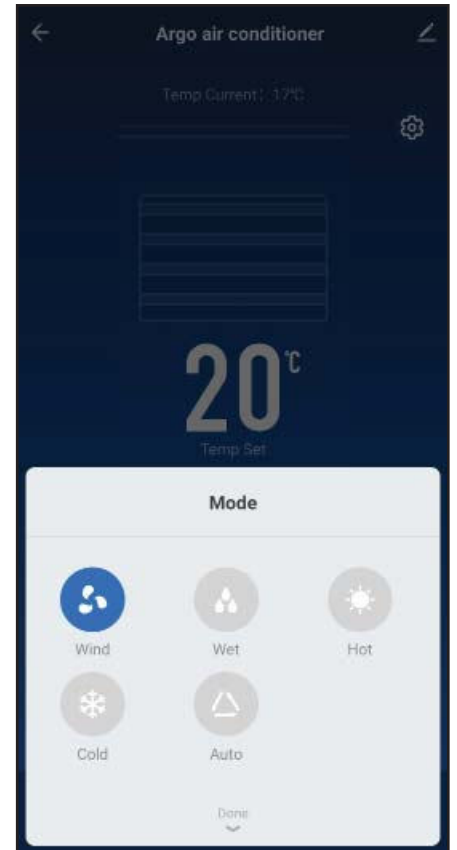 Argo air conditioner
Temp Current: 17°C
20°C
Temp Set
Mode
Wind Wet Hot
Cold Auto
Done